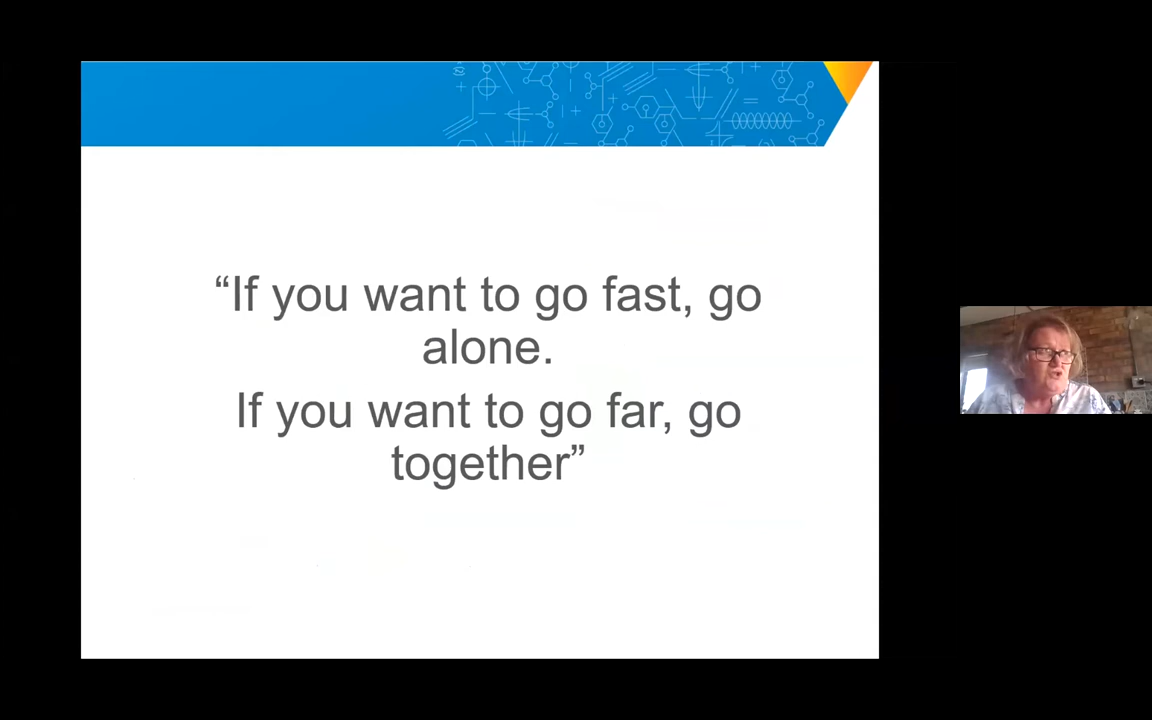 “If you want to go fast, go
alone.
If you want to go far, go
together”